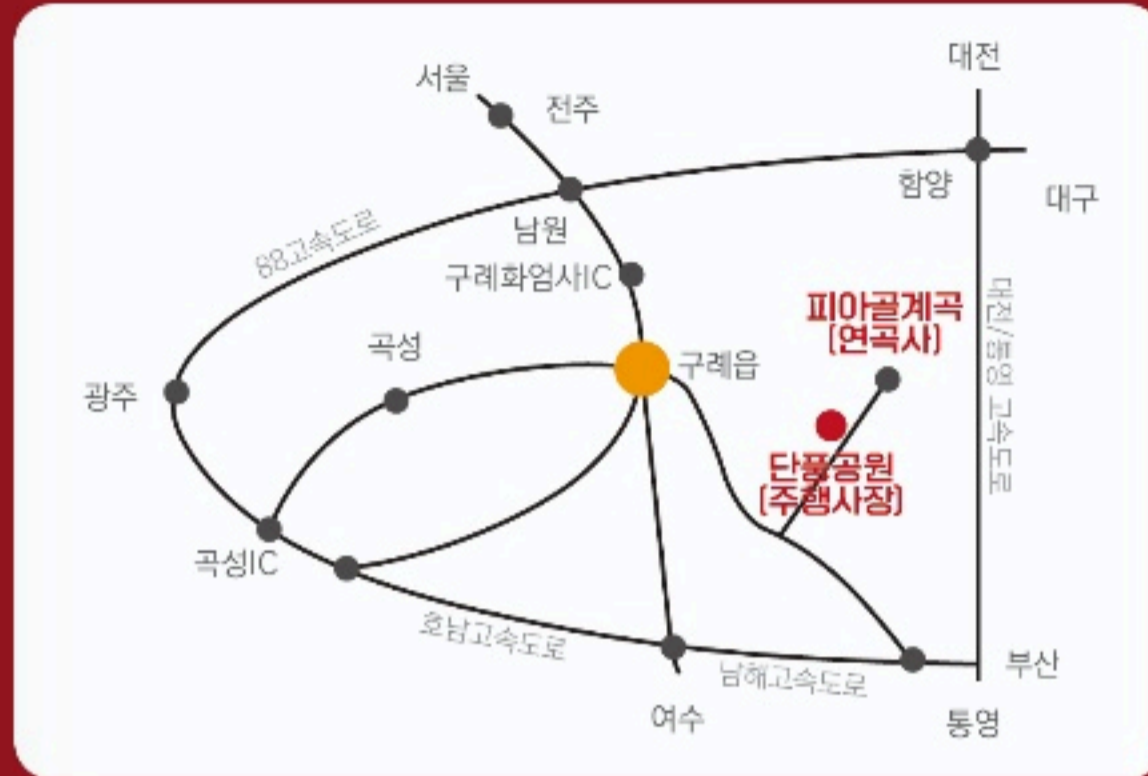 대전
서울
전주
함양
대구
남원
88고속도로
구례화엄사IC
피아골계곡
(연곡사)
대전/통영 고속도로
곡성
구례읍
광주
단풍공원
(주행사장)
곡성IC
호남고속도로
남해고속도로
부산
여수
통영